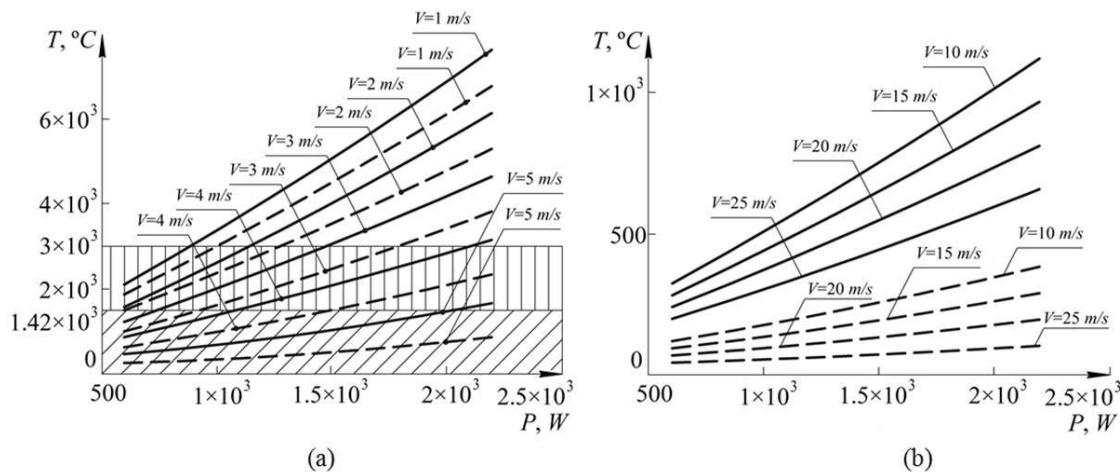 T, ºC
V=1 m/s
V=1 m/s
V=2 m/s
V=2 m/s
V=3 m/s
V=3 m/s
V=4 m/s
V=4 m/s
V=5 m/s
V=5 m/s
6×10³
4×10³
3×10³
2×10³
1.42×10³
0
500
1×10³
1.5×10³
2×10³
2.5×10³
P, W
(a)
T, ºC
V=10 m/s
V=15 m/s
V=20 m/s
V=25 m/s
V=10 m/s
V=15 m/s
V=20 m/s
V=25 m/s
1×10³
500
0
500
1×10³
1.5×10³
2×10³
2.5×10³
P, W
(b)